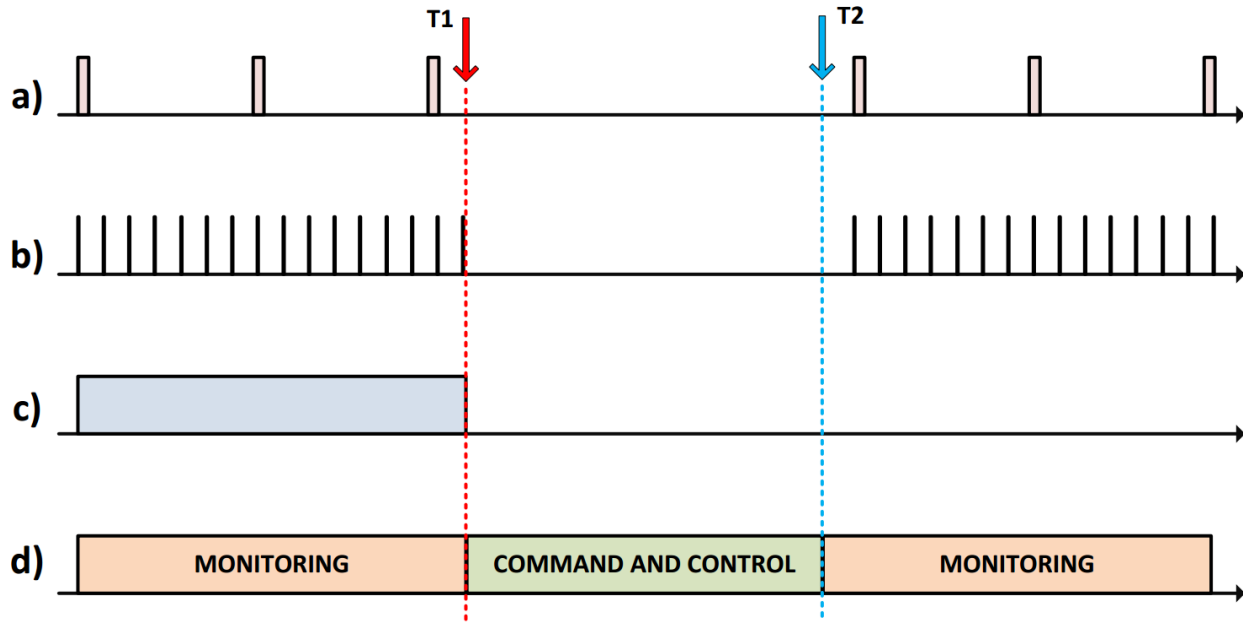 T1
T2
a)
b)
c)
d)
MONITORING
COMMAND AND CONTROL
MONITORING